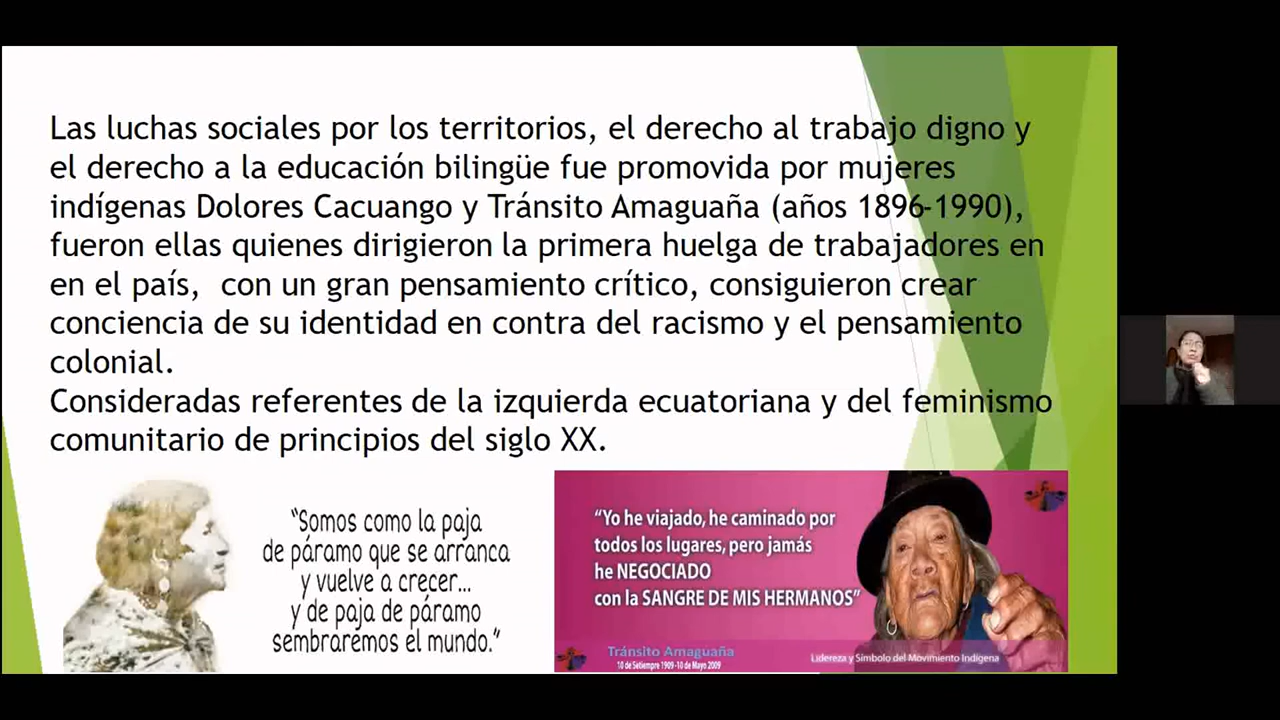 Las luchas sociales por los territorios, el derecho al trabajo digno y
el derecho a la educación bilingüe fue promovida por mujeres
indígenas Dolores Cacuango y Tránsito Amaguaña (años 1896-1990),
fueron ellas quienes dirigieron la primera huelga de trabajadores en
en el país, con un gran pensamiento crítico, consiguieron crear
conciencia de su identidad en contra del racismo y el pensamiento
colonial.
Consideradas referentes de la izquierda ecuatoriana y del feminismo
comunitario de principios del siglo XX.
“Somos como la paja
de páramo que se arranca
y vuelve a crecer...
y de paja de páramo
sembraremos el mundo.”
“Yo he viajado, he caminado por
todos los lugares, pero jamás
he NEGOCIADO
con la SANGRE DE MIS HERMANOS”
Tránsito Amaguaña
10 de Setiembre 1909 -10 de Mayo 2009
Lidereza y Símbolo del Movimiento Indígena